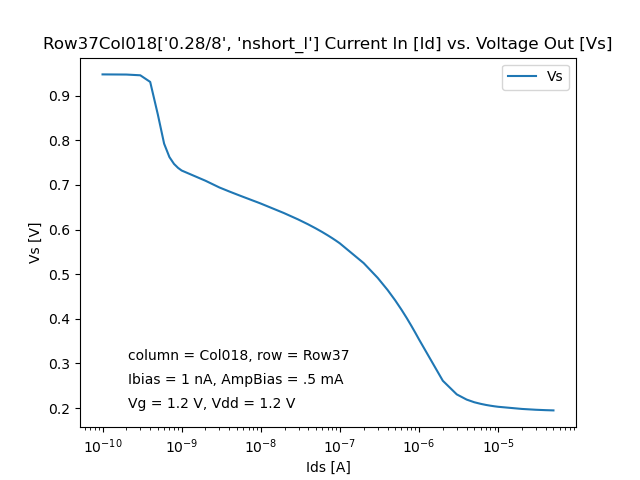 Row37Col018['0.28/8', 'nshort_l'] Current In [Id] vs. Voltage Out [Vs]
Vs
0.9
0.8
0.7
0.6
0.5
0.4
0.3
0.2
Vs [V]
column = Col018, row = Row37
Ibias = 1 nA, AmpBias = .5 mA
Vg = 1.2 V, Vdd = 1.2 V
10⁻¹⁰ 10⁻⁹ 10⁻⁸ 10⁻⁷ 10⁻⁶ 10⁻⁵
Ids [A]